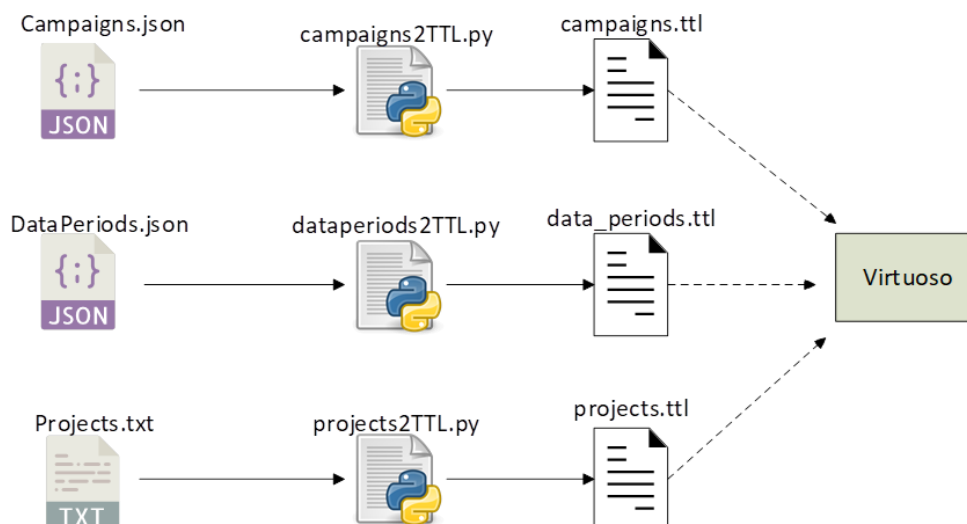 Campaigns.json
campaigns2TTL.py
campaigns.ttl
{;}
JSON
DataPeriods.json
dataperiods2TTL.py
data_periods.ttl
{;}
JSON
Virtuoso
Projects.txt
projects2TTL.py
projects.ttl
TXT